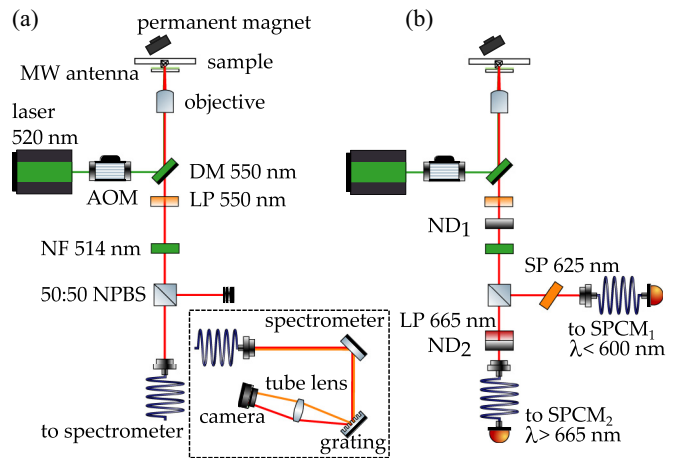 (a)
permanent magnet
sample
MW antenna
objective
laser
520 nm
DM 550 nm
AOM
LP 550 nm
NF 514 nm
50:50 NPBS
spectrometer
tube lens
camera
grating
to spectrometer
(b)
ND1
SP 625 nm
LP 665 nm
to SPCM1
λ< 600 nm
ND2
to SPCM2
λ> 665 nm